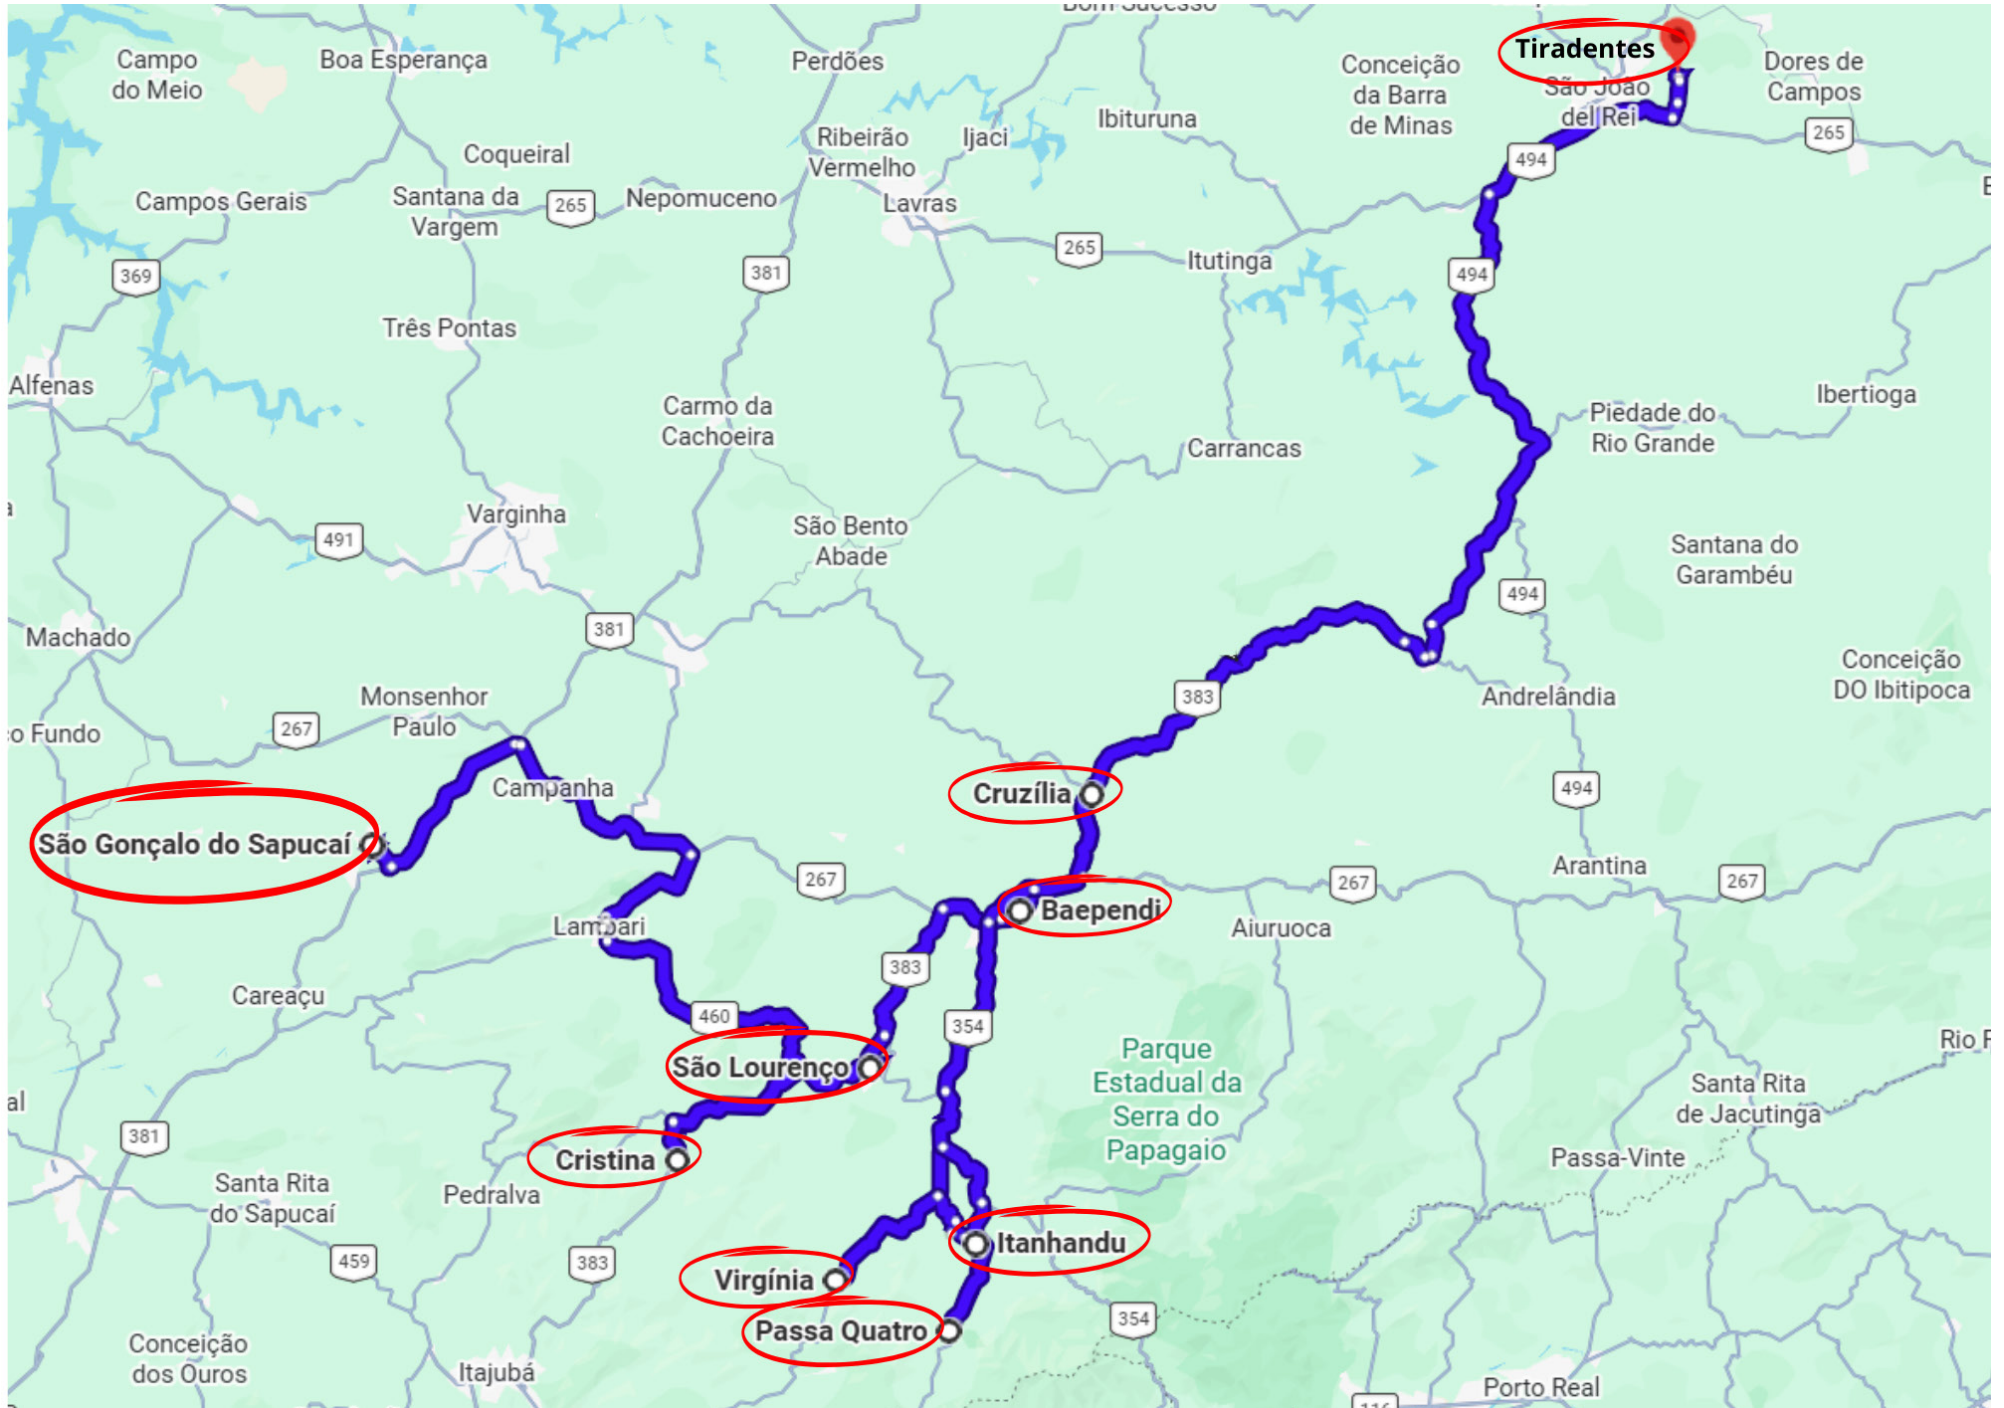 Bom Sucesso
Tiradentes
Campo
do Meio
Boa Esperança
Perdões
Conceição
da Barra
de Minas
São João
del Rei
Dores de
Campos
265
Ibituruna
Ribeirão
Vermelho
Ijaci
Coqueiral
494
Campos Gerais
Santana da
Vargem
265
Nepomuceno
Lavras
265
Itutinga
369
381
494
Três Pontas
Alfenas
Carmo da
Cachoeira
Ibertioga
Piedade do
Rio Grande
Carrancas
Varginha
São Bento
Abade
491
Santana do
Garambéu
494
Machado
381
Conceição
DO Ibitipoca
Monsenhor
Paulo
383
Andrelândia
267
o Fundo
Campanha
Cruzília
494
São Gonçalo do Sapucaí
267
Arantina
267
267
Baependi
Lambari
Aiuruoca
383
Careaçu
460
354
Rio
Parque
Estadual da
Serra do
Papagaio
São Lourenço
Santa Rita
de Jacutinga
al
381
Cristina
Passa-Vinte
Santa Rita
do Sapucaí
Pedralva
Itanhandu
459
383
Virgínia
354
Passa Quatro
Conceição
dos Ouros
Itajubá
Porto Real
116